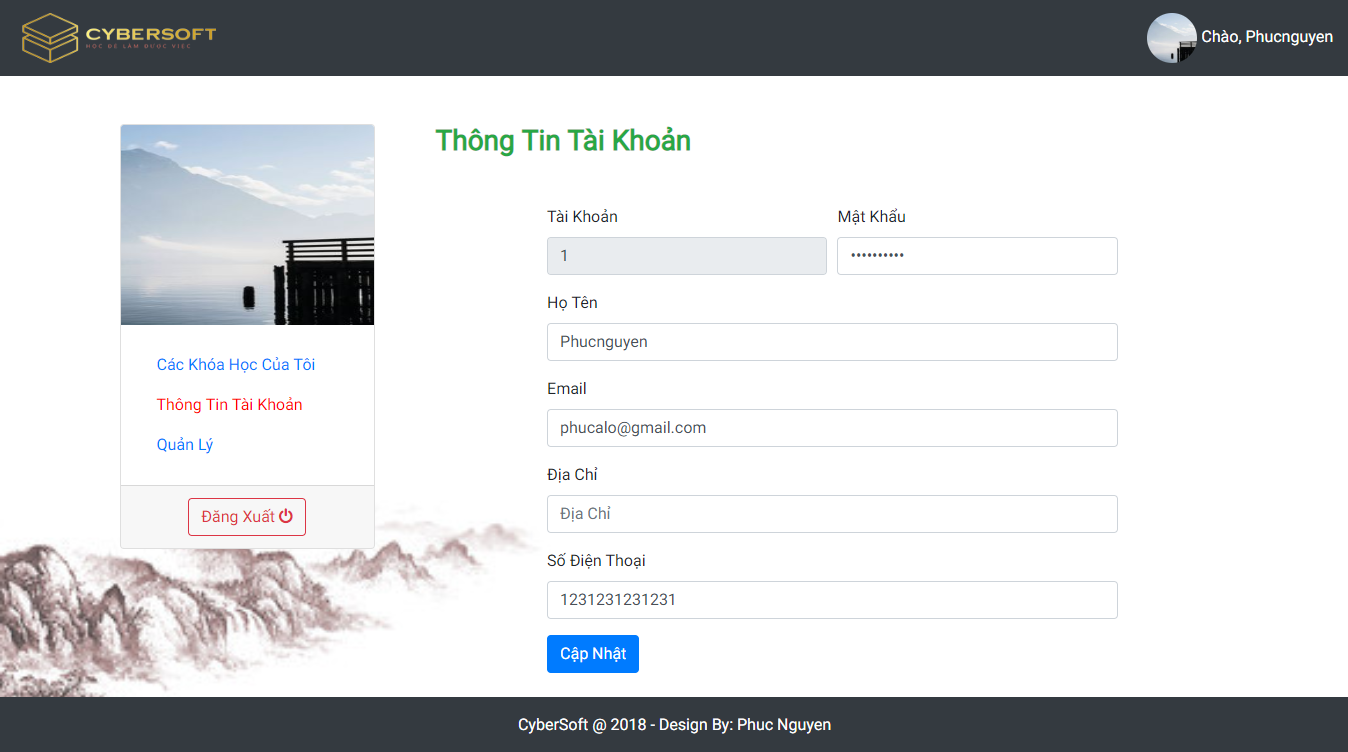 CYBERSOFT
HỌC ĐỂ LÀM ĐƯỢC VIỆC
Chào, Phucnguyen
Thông Tin Tài Khoản
Tài Khoản
Mật Khẩu
1
••••••••••
Họ Tên
Phucnguyen
Email
phucalo@gmail.com
Địa Chỉ
Địa Chỉ
Số Điện Thoại
1231231231231
Cập Nhật
Các Khóa Học Của Tôi
Thông Tin Tài Khoản
Quản Lý
Đăng Xuất
CyberSoft @ 2018 - Design By: Phuc Nguyen